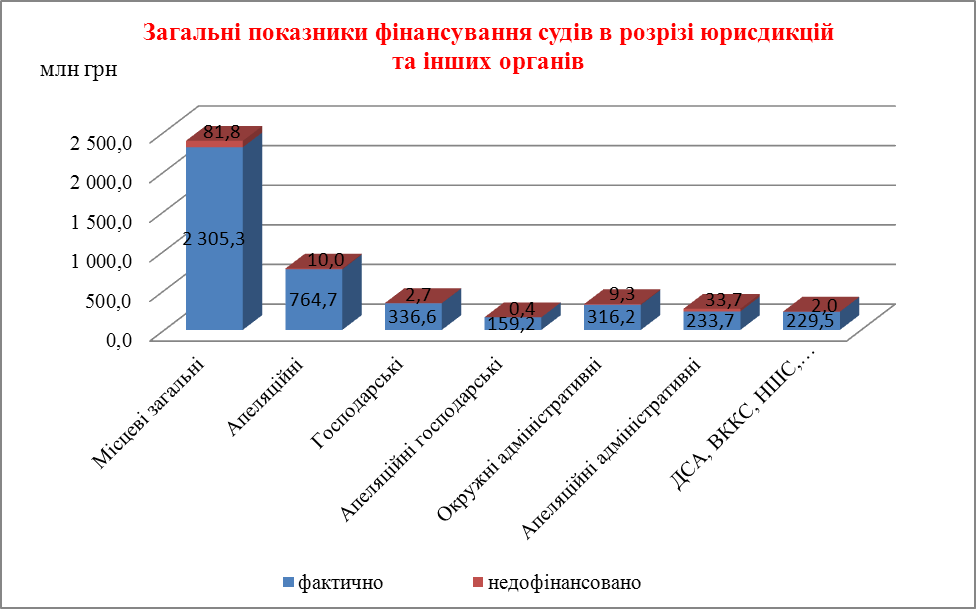 Загальні показники фінансування судів в розрізі юрисдикцій
та інших органів
млн грн
2 500,0
2 000,0
1 500,0
1 000,0
500,0
0,0
81,8
2 305,3
10,0
764,7
2,7
336,6
0,4
159,2
9,3
316,2
33,7
233,7
2,0
229,5
Місцеві загальні
Апеляційні
Господарські
Апеляційні господарські
Окружні адміністративні
Апеляційні адміністративні
ДСА, ВККС, НШС,…
фактично
недофінансовано